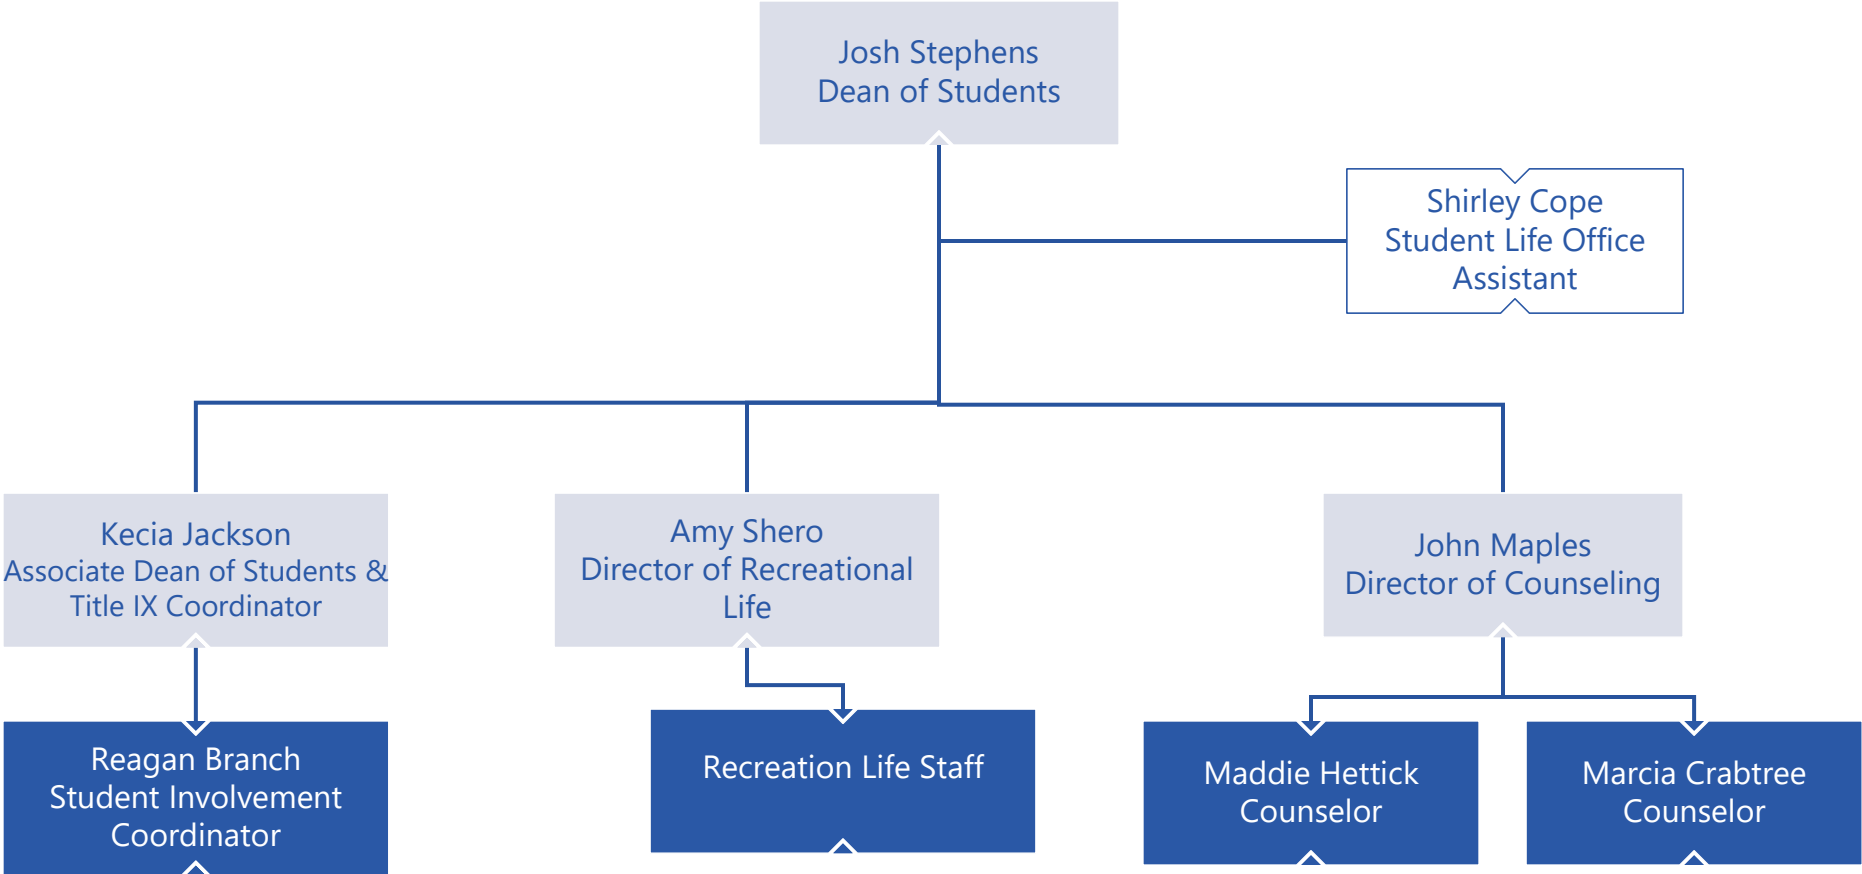 Josh Stephens
Dean of Students
Shirley Cope
Student Life Office
Assistant
Kecia Jackson
Associate Dean of Students &
Title IX Coordinator
Amy Shero
Director of Recreational
Life
John Maples
Director of Counseling
Reagan Branch
Student Involvement
Coordinator
Recreation Life Staff
Maddie Hettick
Counselor
Marcia Crabtree
Counselor